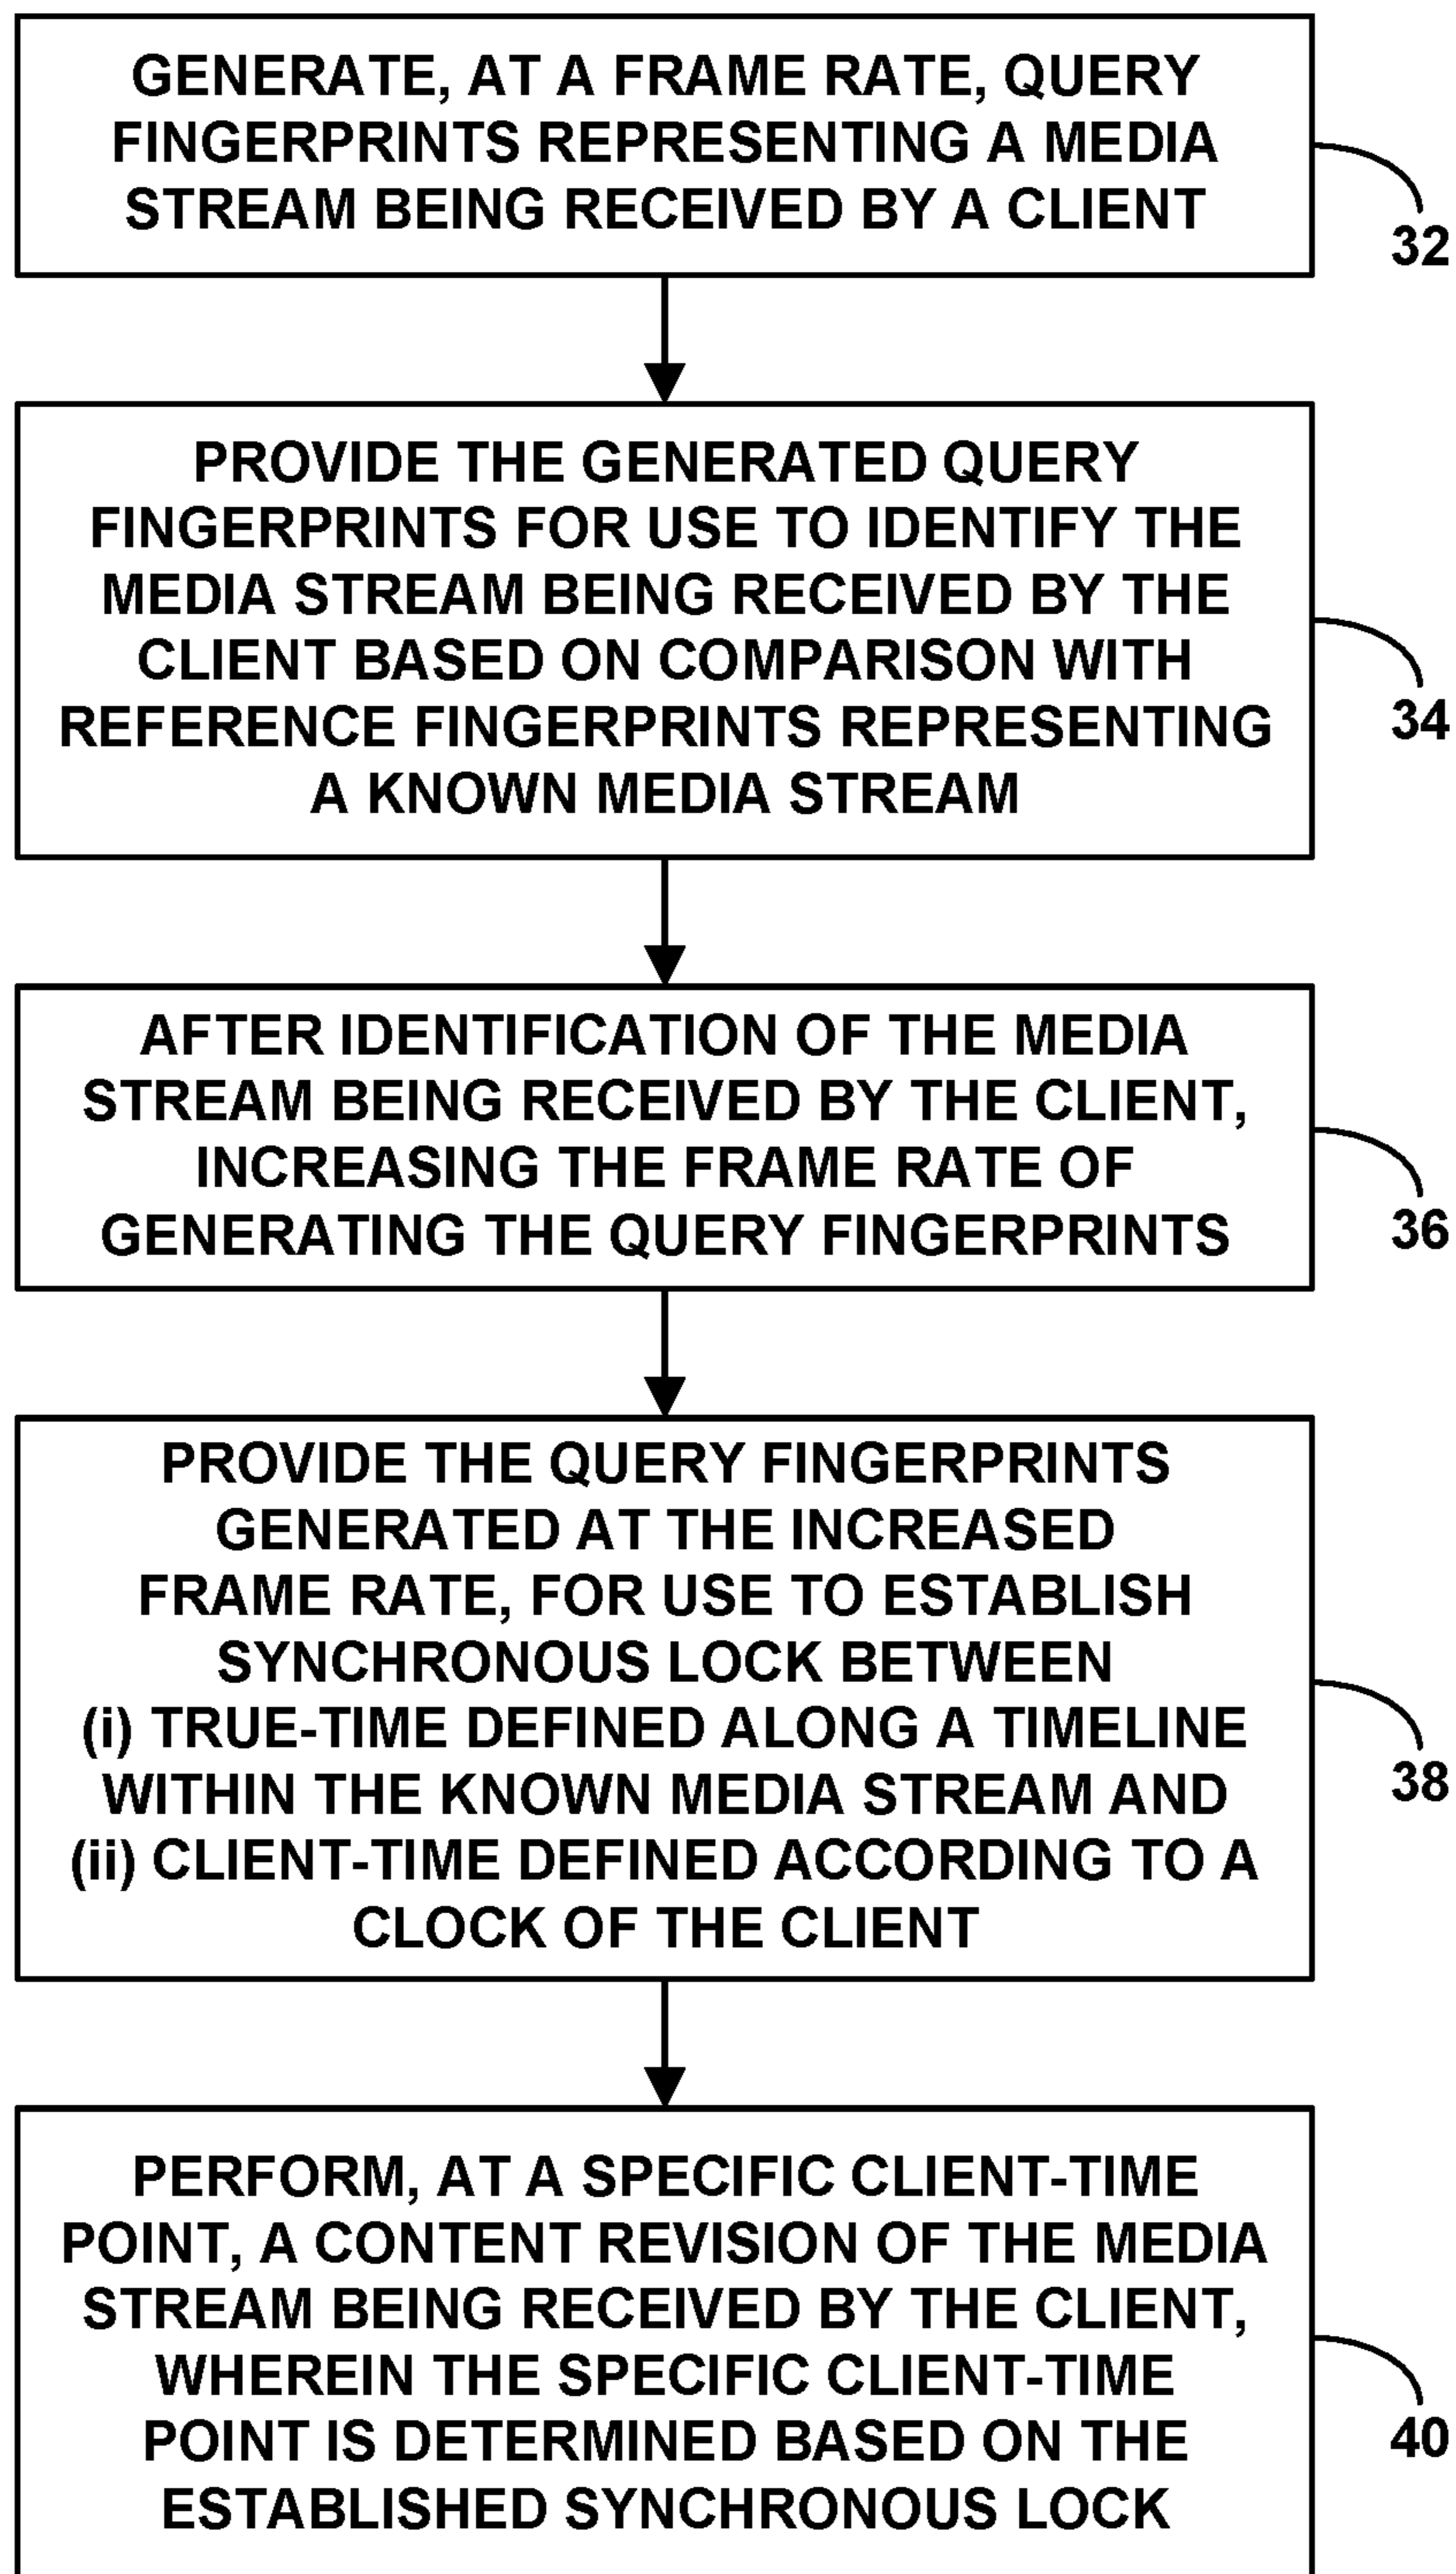 GENERATE, AT A FRAME RATE, QUERY
FINGERPRINTS REPRESENTING A MEDIA
STREAM BEING RECEIVED BY A CLIENT
32
PROVIDE THE GENERATED QUERY
FINGERPRINTS FOR USE TO IDENTIFY THE
MEDIA STREAM BEING RECEIVED BY THE
CLIENT BASED ON COMPARISON WITH
REFERENCE FINGERPRINTS REPRESENTING
A KNOWN MEDIA STREAM
34
AFTER IDENTIFICATION OF THE MEDIA
STREAM BEING RECEIVED BY THE CLIENT,
INCREASING THE FRAME RATE OF
GENERATING THE QUERY FINGERPRINTS
36
PROVIDE THE QUERY FINGERPRINTS
GENERATED AT THE INCREASED
FRAME RATE, FOR USE TO ESTABLISH
SYNCHRONOUS LOCK BETWEEN
(i) TRUE-TIME DEFINED ALONG A TIMELINE
WITHIN THE KNOWN MEDIA STREAM AND
(ii) CLIENT-TIME DEFINED ACCORDING TO A
CLOCK OF THE CLIENT
38
PERFORM, AT A SPECIFIC CLIENT-TIME
POINT, A CONTENT REVISION OF THE MEDIA
STREAM BEING RECEIVED BY THE CLIENT,
WHEREIN THE SPECIFIC CLIENT-TIME
POINT IS DETERMINED BASED ON THE
ESTABLISHED SYNCHRONOUS LOCK
40